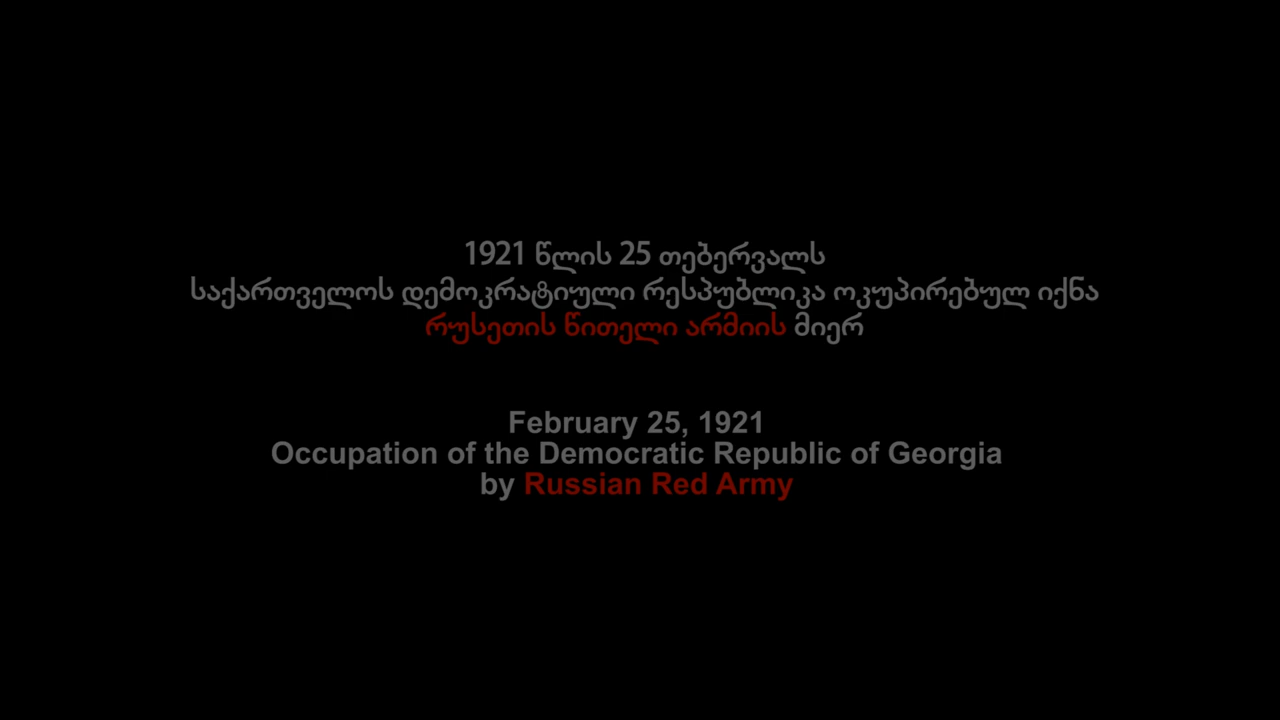 1921 წლის 25 თებერვალს
საქართველოს დემოკრატიული რესპუბლიკა ოკუპირებულ იქნა
რუსეთის წითელი არმიის მიერ
February 25, 1921
Occupation of the Democratic Republic of Georgia
by Russian Red Army